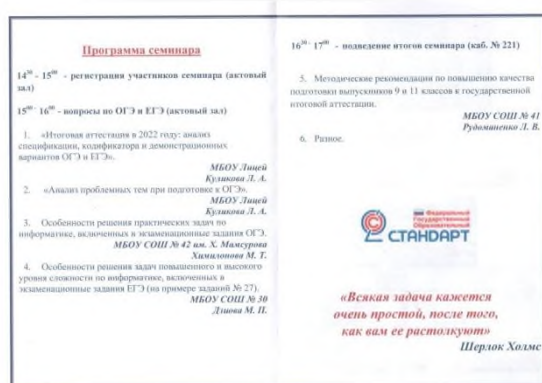 Программа семинара
14³⁰ - 15⁰⁰ - регистрация участников семинара (актовый
зал)
15⁰⁰ - 16³⁰ - вопросы по ОГЭ и ЕГЭ (актовый зал)
1. «Итоговая аттестация в 2022 году: анализ
спецификации, кодификатора и демонстрационных
вариантов ОГЭ и ЕГЭ».
МБОУ Лицей
Куликова Л. А.
2. «Анализ проблемных тем при подготовке к ОГЭ».
МБОУ Лицей
Куликова Л. А.
3. Особенности решения практических задач по
информатике, включенных в экзаменационные задания ОГЭ.
МБОУ СОШ № 42 им. Х. Мамсурова
Химилонова М. Т.
4. Особенности решения задач повышенного и высокого
уровня сложности по информатике, включенных в
экзаменационные задания ЕГЭ (на примере заданий № 27).
МБОУ СОШ № 30
Дзиова М. П.
16³⁰ - 17⁰⁰ - подведение итогов семинара (каб. № 221)
5. Методические рекомендации по повышению качества
подготовки выпускников 9 и 11 классов к государственной
итоговой аттестации.
МБОУ СОШ № 41
Рудоминенко Л. В.
6. Разное.
Федеральный
Государственный
Образовательный
СТАНДАРТ
«Всякая задача кажется
очень простой, после того,
как вам ее растолкуют»
Шерлок Холмс